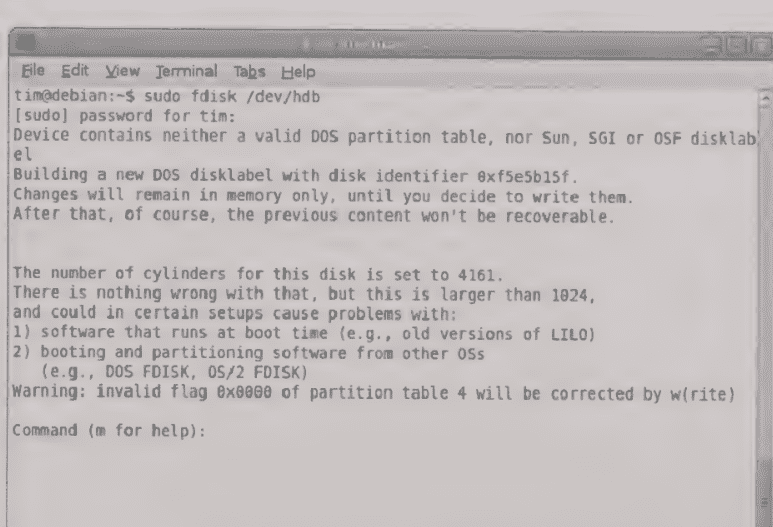 File Edit View Terminal Tabs Help
tim@debian:~$ sudo fdisk /dev/hdb
[sudo] password for tim:
Device contains neither a valid DOS partition table, nor Sun, SGI or OSF disklab
el
Building a new DOS disklabel with disk identifier 0xf5e5b15f.
Changes will remain in memory only, until you decide to write them.
After that, of course, the previous content won't be recoverable.
The number of cylinders for this disk is set to 4161.
There is nothing wrong with that, but this is larger than 1024,
and could in certain setups cause problems with:
1) software that runs at boot time (e.g., old versions of LILO)
2) booting and partitioning software from other OSs
(e.g., DOS FDISK, OS/2 FDISK)
Warning: invalid flag 0x0000 of partition table 4 will be corrected by w(rite)
Command (m for help):